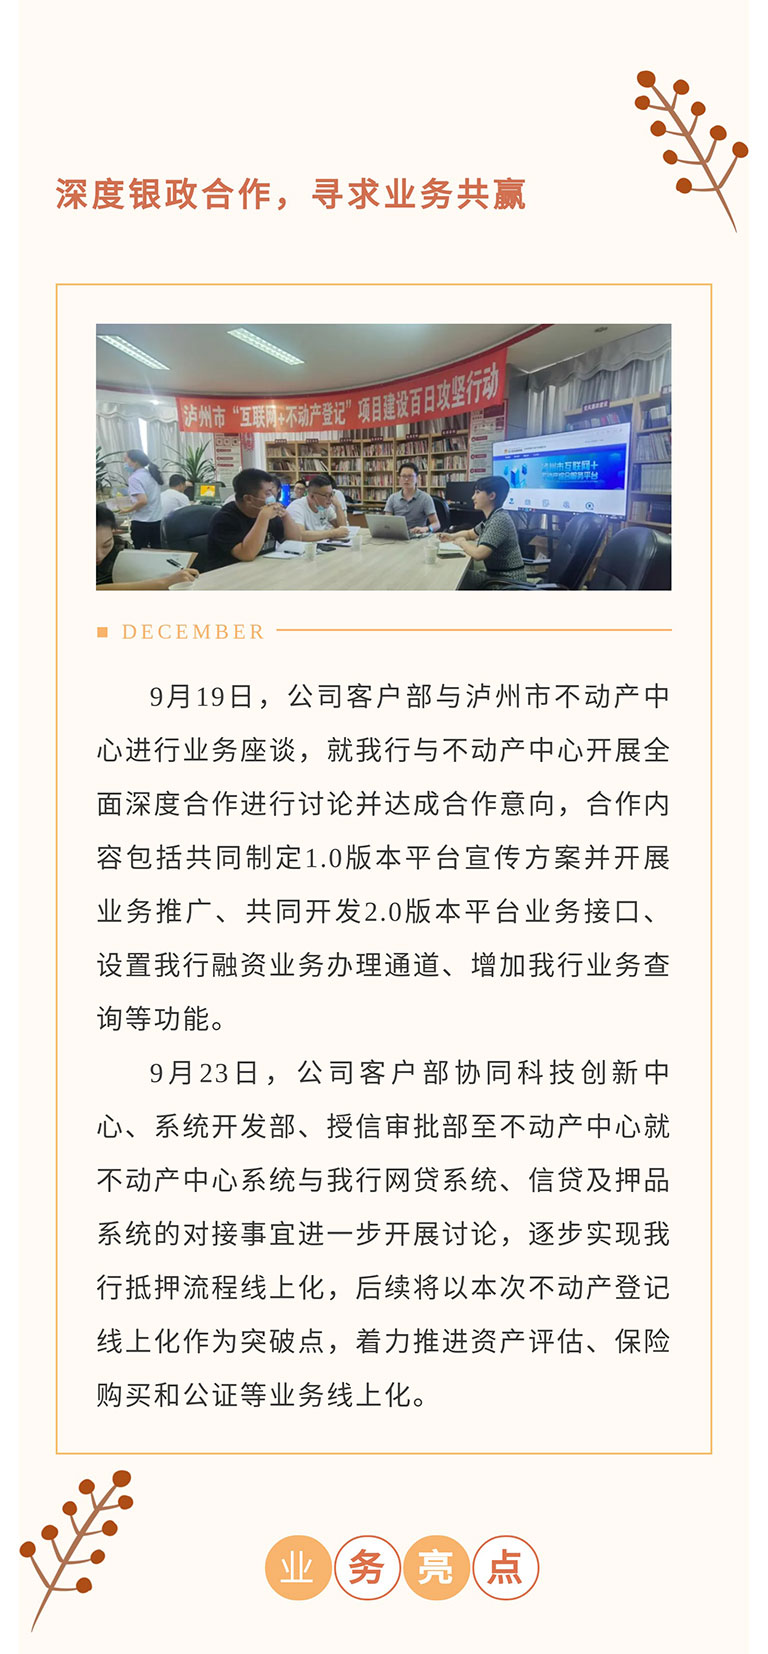 深度银政合作，寻求业务共赢
泸州市“互联网+不动产登记”项目建设百日攻坚行动
泸州市互联网+
不动产综合服务平台
DECEMBER
9月19日，公司客户部与泸州市不动产中
心进行业务座谈，就我行与不动产中心开展全
面深度合作进行讨论并达成合作意向，合作内
容包括共同制定1.0版本平台宣传方案并开展
业务推广、共同开发2.0版本平台业务接口、
设置我行融资业务办理通道、增加我行业务查
询等功能。
9月23日，公司客户部协同科技创新中
心、系统开发部、授信审批部至不动产中心就
不动产中心系统与我行网贷系统、信贷及押品
系统的对接事宜进一步开展讨论，逐步实现我
行抵押流程线上化，后续将以本次不动产登记
线上化作为突破点，着力推进资产评估、保险
购买和公证等业务线上化。
业务亮点